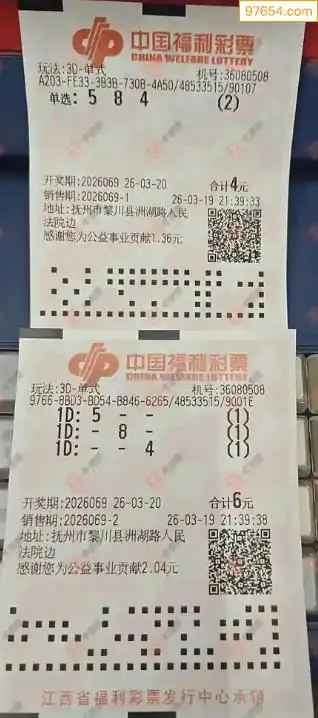 97654.com
中国福利彩票
CHINA WELFARE LOTTERY
玩法:3D-单式 机号:36080508
A203-FE33-3B3B-730B-4A50/48533515/90107
单选: 5 8 4 (2)
开奖期:2026069 26-03-20 合计4元
销售期:2026069-1 26-03-19 21:39:33
地址:抚州市黎川县洲湖路人民
法院边
感谢您为公益事业贡献1.36元
中国福利彩票
CHINA WELFARE LOTTERY
玩法:3D-单式 机号:36080508
9766-8BD3-BD54-B846-6265/48533515/9001E
1D: 5 - - (1)
1D: - 8 - (1)
1D: - - 4 (1)
开奖期:2026069 26-03-20 合计6元
销售期:2026069-2 26-03-19 21:39:38
地址:抚州市黎川县洲湖路人民
法院边
感谢您为公益事业贡献2.04元
江西省福利彩票发行中心承销